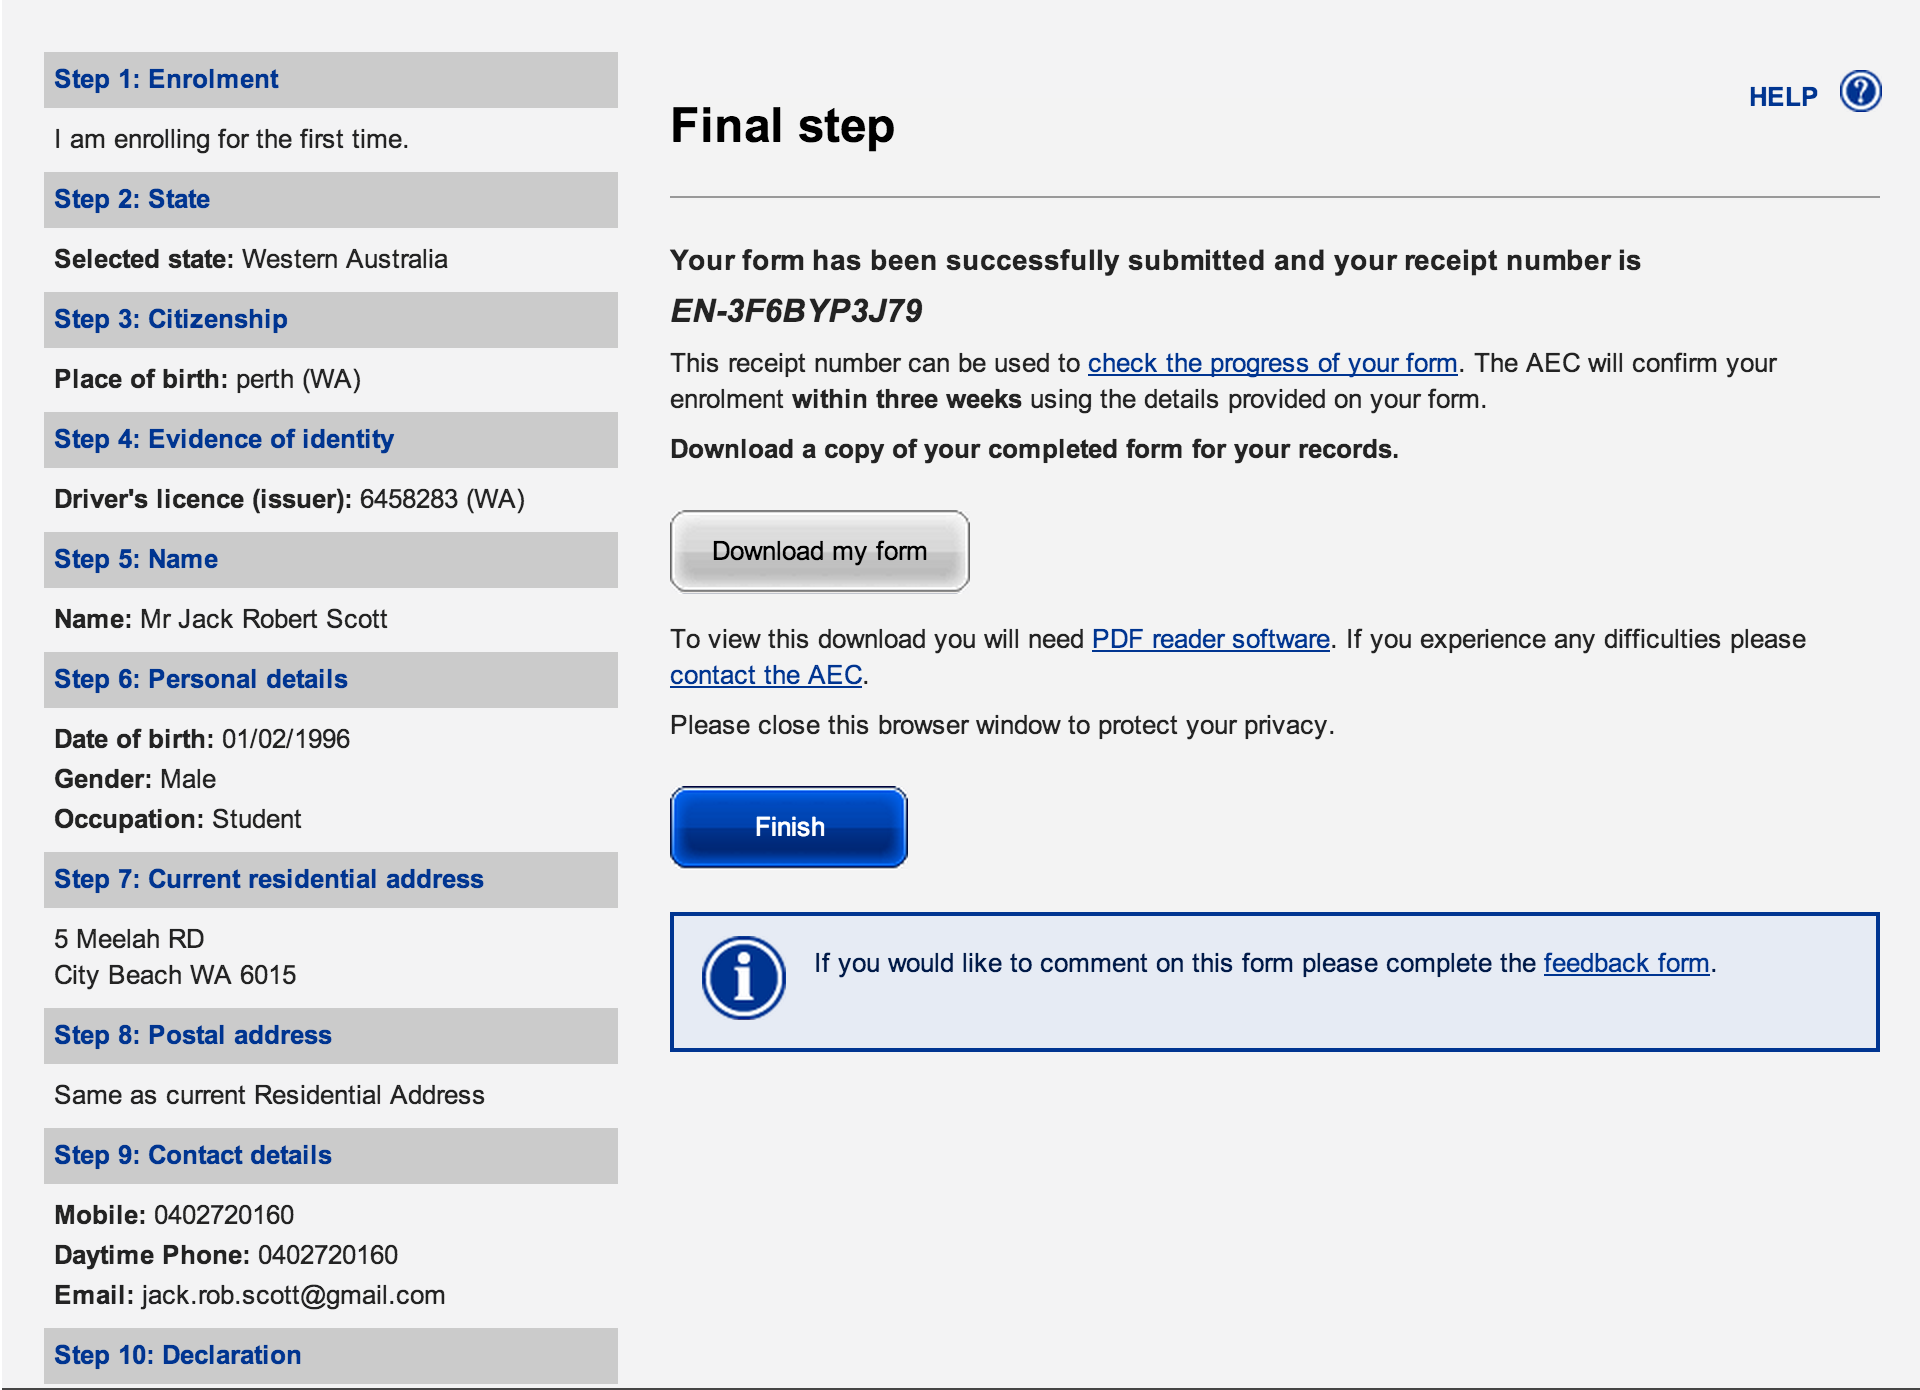 Step 1: Enrolment
I am enrolling for the first time.
Step 2: State
Selected state: Western Australia
Step 3: Citizenship
Place of birth: perth (WA)
Step 4: Evidence of identity
Driver's licence (issuer): 6458283 (WA)
Step 5: Name
Name: Mr Jack Robert Scott
Step 6: Personal details
Date of birth: 01/02/1996
Gender: Male
Occupation: Student
Step 7: Current residential address
5 Meelah RD
City Beach WA 6015
Step 8: Postal address
Same as current Residential Address
Step 9: Contact details
Mobile: 0402720160
Daytime Phone: 0402720160
Email: jack.rob.scott@gmail.com
Step 10: Declaration
HELP ?
Final step
Your form has been successfully submitted and your receipt number is
EN-3F6BYP3J79
This receipt number can be used to check the progress of your form. The AEC will confirm your
enrolment within three weeks using the details provided on your form.
Download a copy of your completed form for your records.
Download my form
To view this download you will need PDF reader software. If you experience any difficulties please
contact the AEC.
Please close this browser window to protect your privacy.
Finish
If you would like to comment on this form please complete the feedback form.